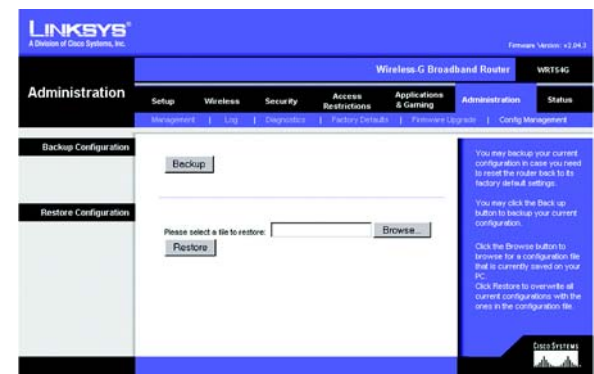 LINKSYS®
A Division of Cisco Systems, Inc.
Firmware Version: v2.04.3
Wireless-G Broadband Router WRT54G
Administration
Setup Wireless Security Access Restrictions Applications & Gaming Administration Status
Management | Log | Diagnostics | Factory Defaults | Firmware Upgrade | Config Management
Backup Configuration
Backup
Restore Configuration
Please select a file to restore: Browse...
Restore
You may backup your current
configuration in case you need
to reset the router back to its
factory default settings.
You may click the Back up
button to backup your current
configuration.
Click the Browse button to
browse for a configuration file
that is currently saved on your
PC.
Click Restore to overwrite all
current configurations with the
ones in the configuration file.
CISCO SYSTEMS